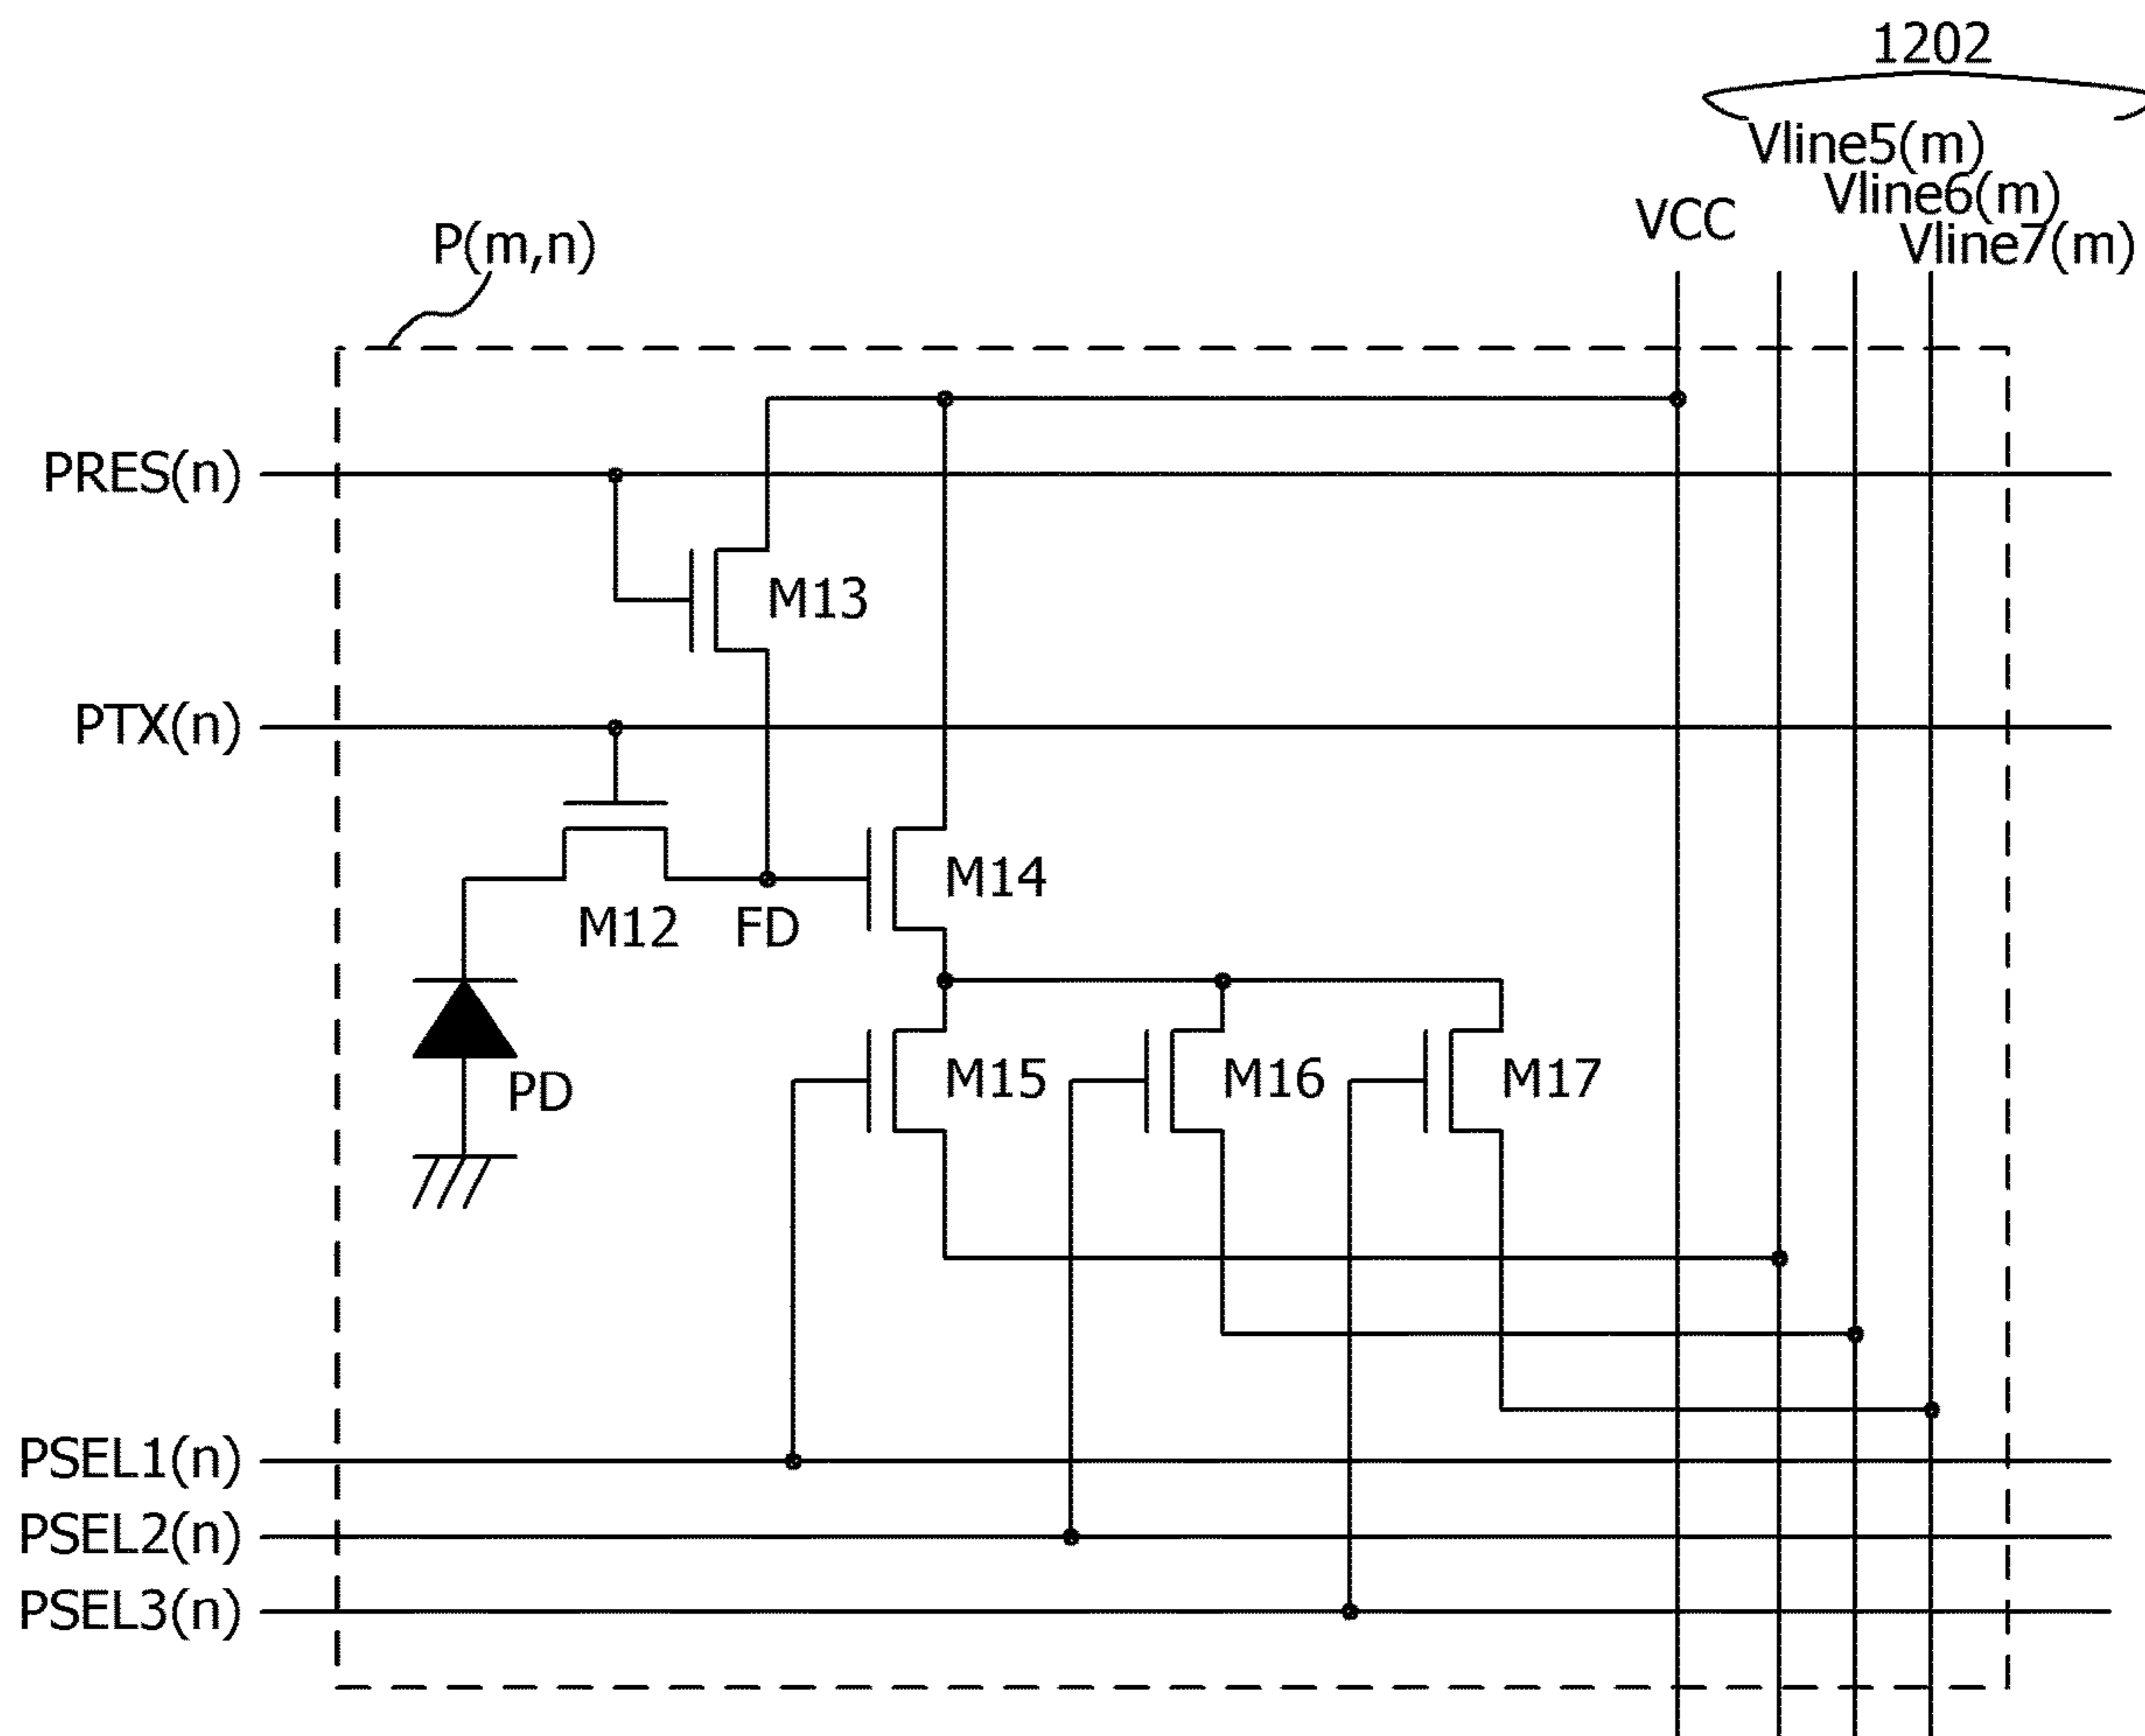 1202
Vline5(m)
Vline6(m)
VCC
Vline7(m)
P(m,n)
PRES(n)
M13
PTX(n)
M14
M12
FD
M15
M16
M17
PD
PSEL1(n)
PSEL2(n)
PSEL3(n)